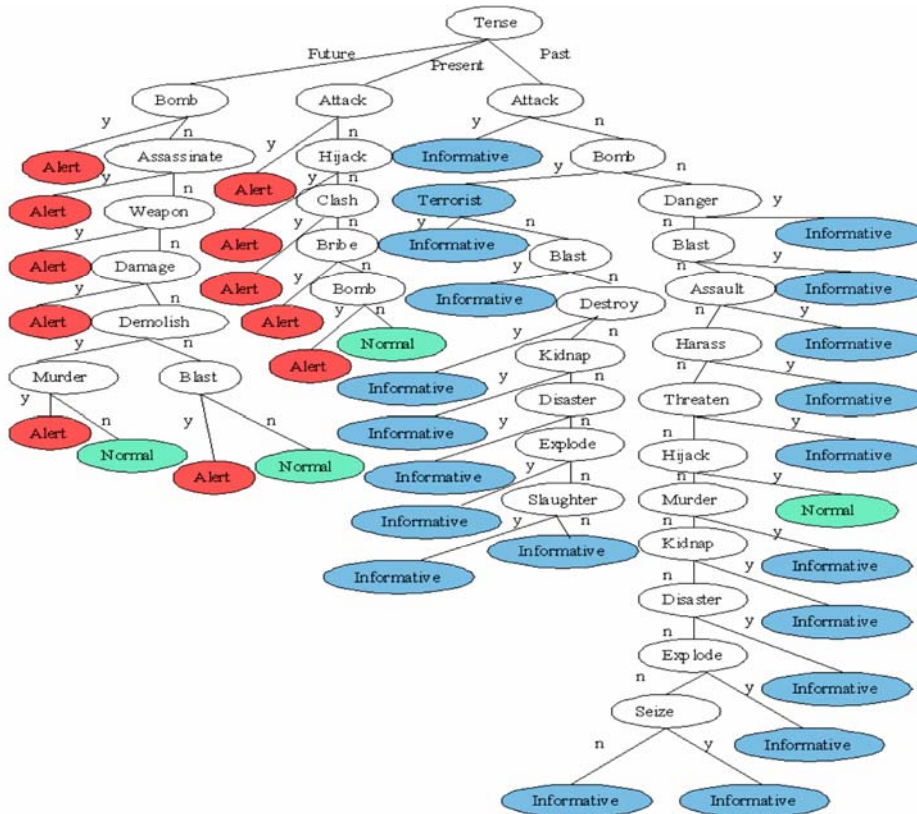 Tense
Future
Present
Past
Bomb
Attack
Attack
y
n
y
n
y
n
Alert
Assassinate
Hijack
Informative
Bomb
y
n
y
n
y
n
Alert
Weapon
Alert
Clash
Terrorist
Danger
y
n
y
n
y
n
n
y
Alert
Damage
Alert
Bribe
Informative
Blast
Blast
Informative
y
n
y
n
y
n
n
y
Alert
Demolish
Alert
Bomb
Informative
Destroy
Assault
Informative
y
n
y
n
y
n
n
y
Murder
Blast
Alert
Alert
Normal
Informative
Kidnap
Harass
Informative
y
n
y
n
y
n
n
y
Alert
Normal
Alert
Normal
Informative
Disaster
Threaten
Informative
y
n
n
y
Informative
Explode
Hijack
Informative
y
n
n
y
Informative
Slaughter
Murder
Normal
y
n
n
y
Informative
Informative
Kidnap
Informative
n
y
Disaster
Informative
n
y
Explode
Informative
n
y
Seize
Informative
n
y
Informative
Informative